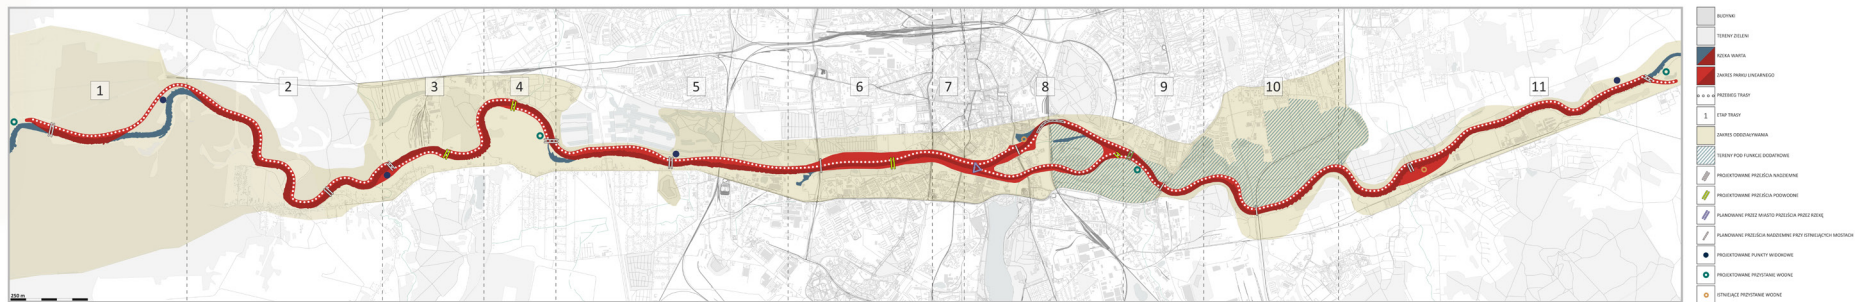 1
2
3
4
5
6
7
8
9
10
11
250 m
BUDYNKI
TERENY ZIELENI
RZEKA WARTA
ZAKRES PARKU LINEARNEGO
PRZEBIEG TRASY
1 ETAP TRASY
ZAKRES ODDZIAŁYWANIA
TERENY POD FUNKCJE DODATKOWE
PROJEKTOWANE PRZEJŚCIA NADZIEMNE
PROJEKTOWANE PRZEJŚCIA PODWODNE
PLANOWANE PRZEZ MIASTO PRZEJŚCIA PRZEZ RZEKĘ
PLANOWANE PRZEJŚCIA NADZIEMNE PRZY ISTNIEJĄCYCH MOSTACH
PROJEKTOWANE PUNKTY WIDOKOWE
PROJEKTOWANE PRZYSTANIE WODNE
ISTNIEJĄCE PRZYSTANIE WODNE